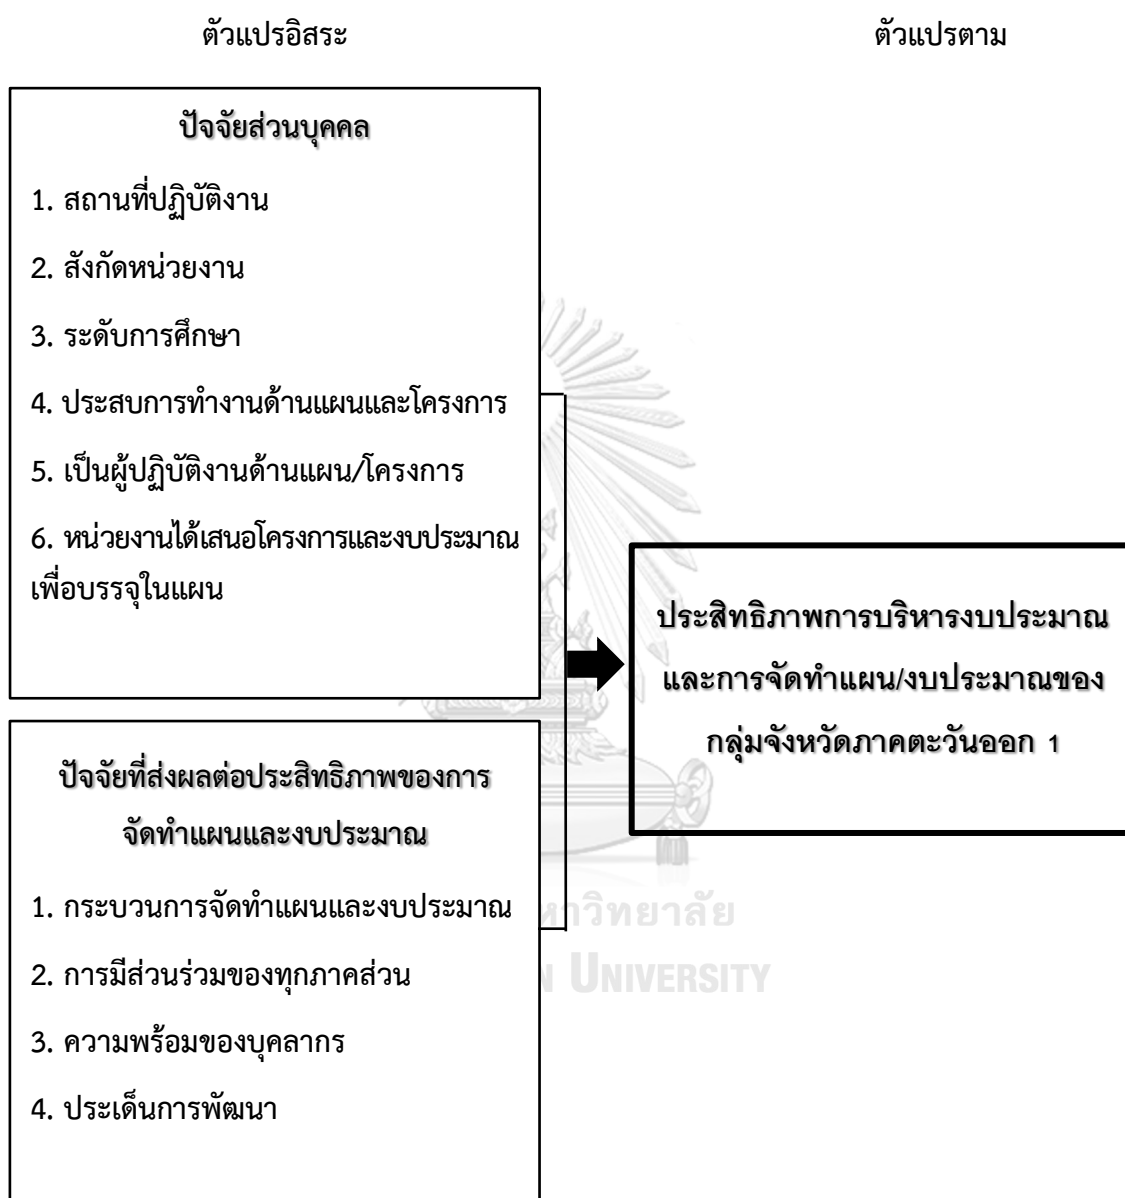 ตัวแปรอิสระ
ตัวแปรตาม
ปัจจัยส่วนบุคคล
1. สถานที่ปฏิบัติงาน
2. สังกัดหน่วยงาน
3. ระดับการศึกษา
4. ประสบการทำงานด้านแผนและโครงการ
5. เป็นผู้ปฏิบัติงานด้านแผน/โครงการ
6. หน่วยงานได้เสนอโครงการและงบประมาณ
เพื่อบรรจุในแผน
ปัจจัยที่ส่งผลต่อประสิทธิภาพของการ
จัดทำแผนและงบประมาณ
1. กระบวนการจัดทำแผนและงบประมาณ
2. การมีส่วนร่วมของทุกภาคส่วน
3. ความพร้อมของบุคลากร
4. ประเด็นการพัฒนา
ประสิทธิภาพการบริหารงบประมาณ
และการจัดทำแผน/งบประมาณของ
กลุ่มจังหวัดภาคตะวันออก 1
หาวิทยาลัย
N UNIVERSITY